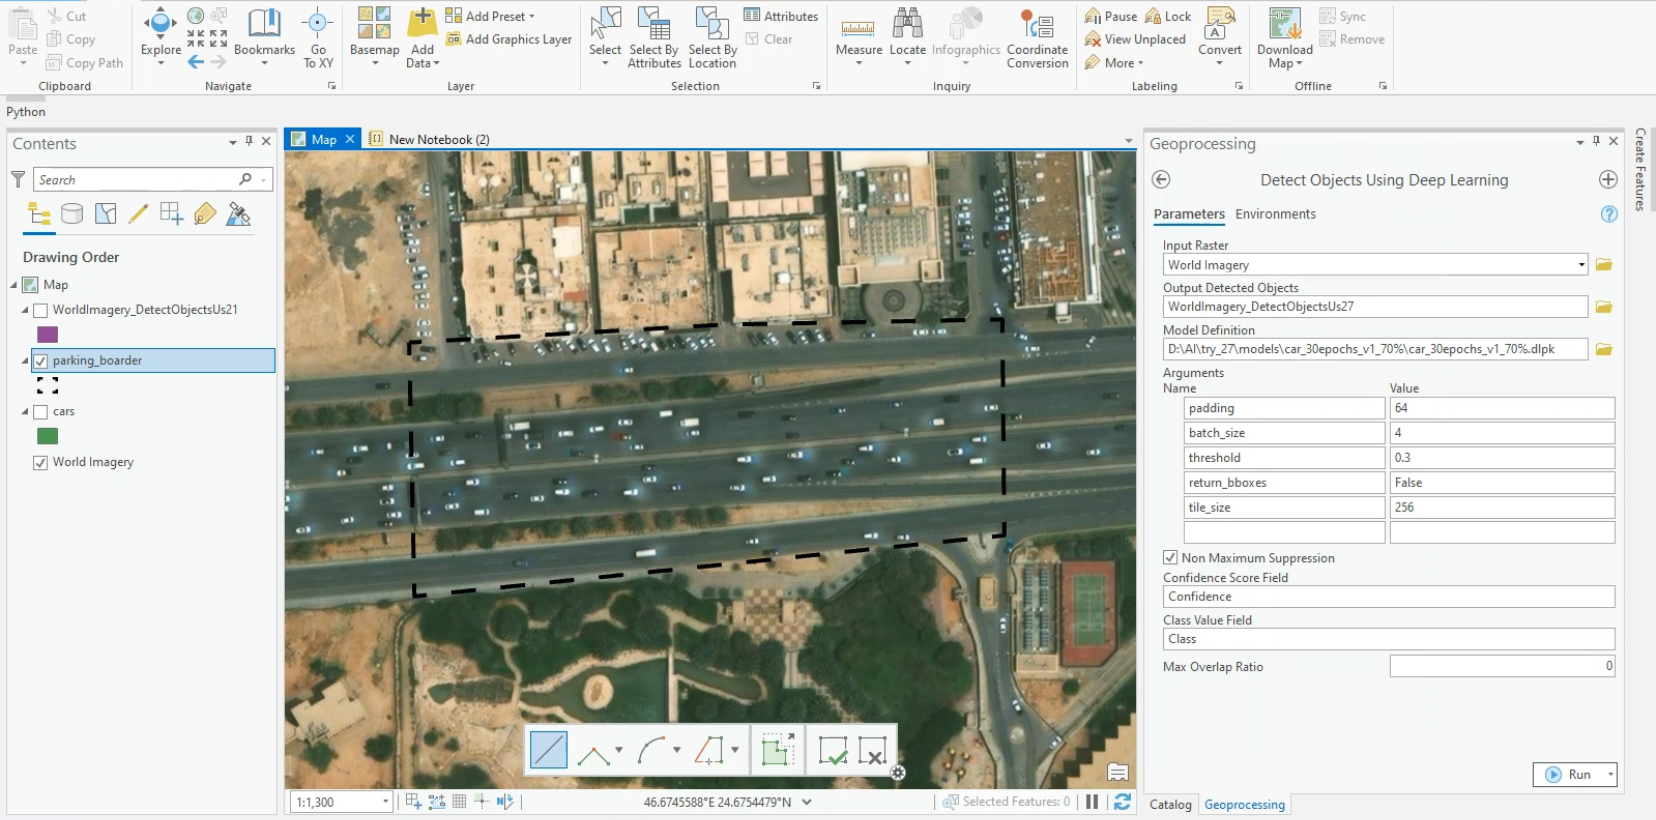 Paste
Cut
Copy
Copy Path
Clipboard
Explore
Bookmarks
Go
To XY
Navigate
Basemap
Add
Data
Add Preset
Add Graphics Layer
Layer
Select
Select By
Attributes
Select By
Location
Attributes
Clear
Selection
Measure
Locate
Infographics
Coordinate
Conversion
Inquiry
Pause
Lock
View Unplaced
More
Convert
Labeling
Download
Map
Sync
Remove
Offline
Python
Contents
Search
Drawing Order
Map
WorldImagery_DetectObjectsUs21
parking_boarder
cars
World Imagery
Map
New Notebook (2)
1:1,300
46.6745588°E 24.6754479°N
Selected Features: 0
Geoprocessing
Detect Objects Using Deep Learning
Parameters
Environments
Input Raster
World Imagery
Output Detected Objects
WorldImagery_DetectObjectsUs27
Model Definition
D:\AI\try_27\models\car_30epochs_v1_70%\car_30epochs_v1_70%.dlpk
Arguments
Name Value
padding 64
batch_size 4
threshold 0.3
return_bboxes False
tile_size 256
Non Maximum Suppression
Confidence Score Field
Confidence
Class Value Field
Class
Max Overlap Ratio 0
Run
Catalog
Geoprocessing
Create Features